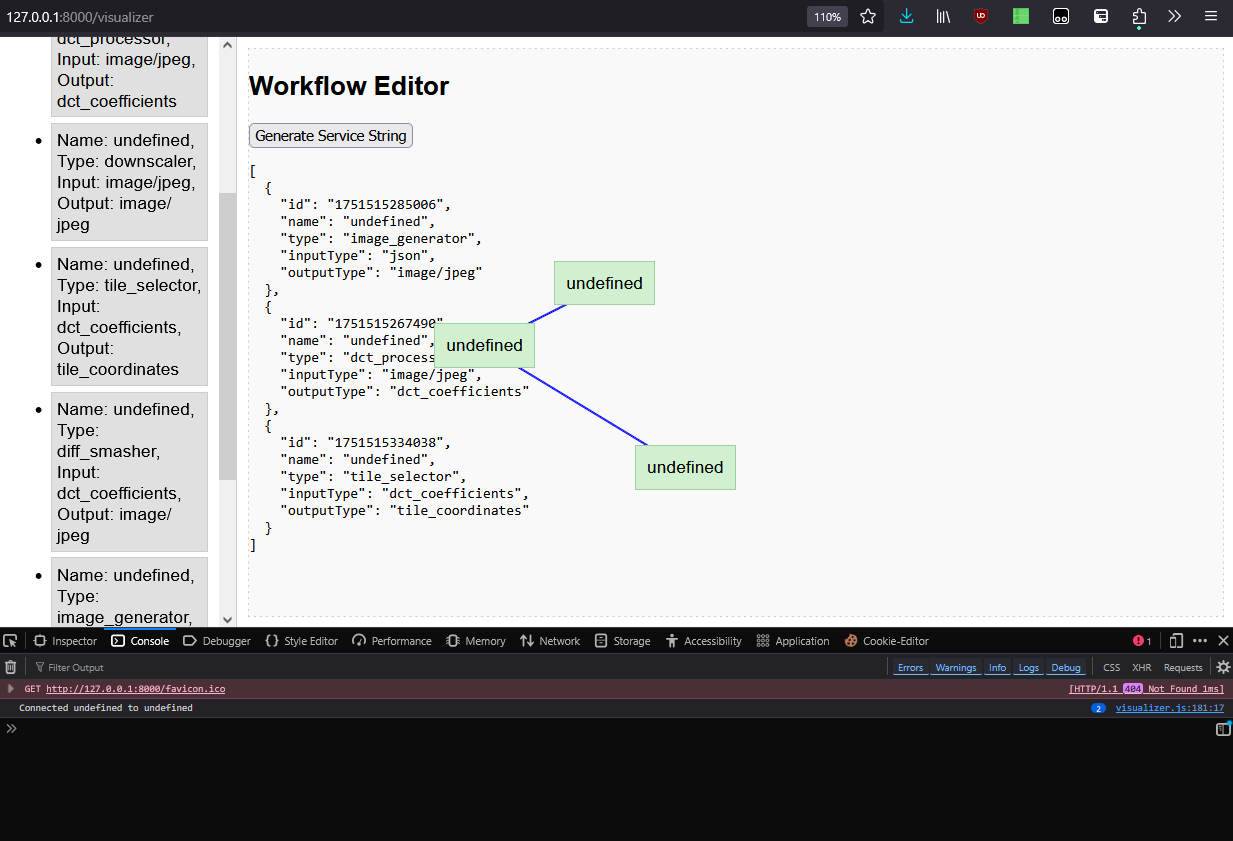 127.0.0.1:8000/visualizer
110%
dct_processor,
Input: image/jpeg,
Output:
dct_coefficients
Name: undefined,
Type: downscaler,
Input: image/jpeg,
Output: image/
jpeg
Name: undefined,
Type: tile_selector,
Input:
dct_coefficients,
Output:
tile_coordinates
Name: undefined,
Type:
diff_smasher,
Input:
dct_coefficients,
Output: image/
jpeg
Name: undefined,
Type:
image_generator,
Workflow Editor
Generate Service String
[
{
"id": "1751515285006",
"name": "undefined",
"type": "image_generator",
"inputType": "json",
"outputType": "image/jpeg"
},
{
"id": "1751515267490"
"name": "undefined",
"type": "dct_process
"inputType": "image/jpeg",
"outputType": "dct_coefficients"
},
{
"id": "1751515334038",
"name": "undefined",
"type": "tile_selector",
"inputType": "dct_coefficients",
"outputType": "tile_coordinates"
}
]
undefined
undefined
undefined
Inspector Console Debugger Style Editor Performance Memory Network Storage Accessibility Application Cookie-Editor 1
Filter Output Errors Warnings Info Logs Debug CSS XHR Requests
GET http://127.0.0.1:8000/favicon.ico [HTTP/1.1 404 Not Found 1ms]
Connected undefined to undefined 2 visualizer.js:181:17